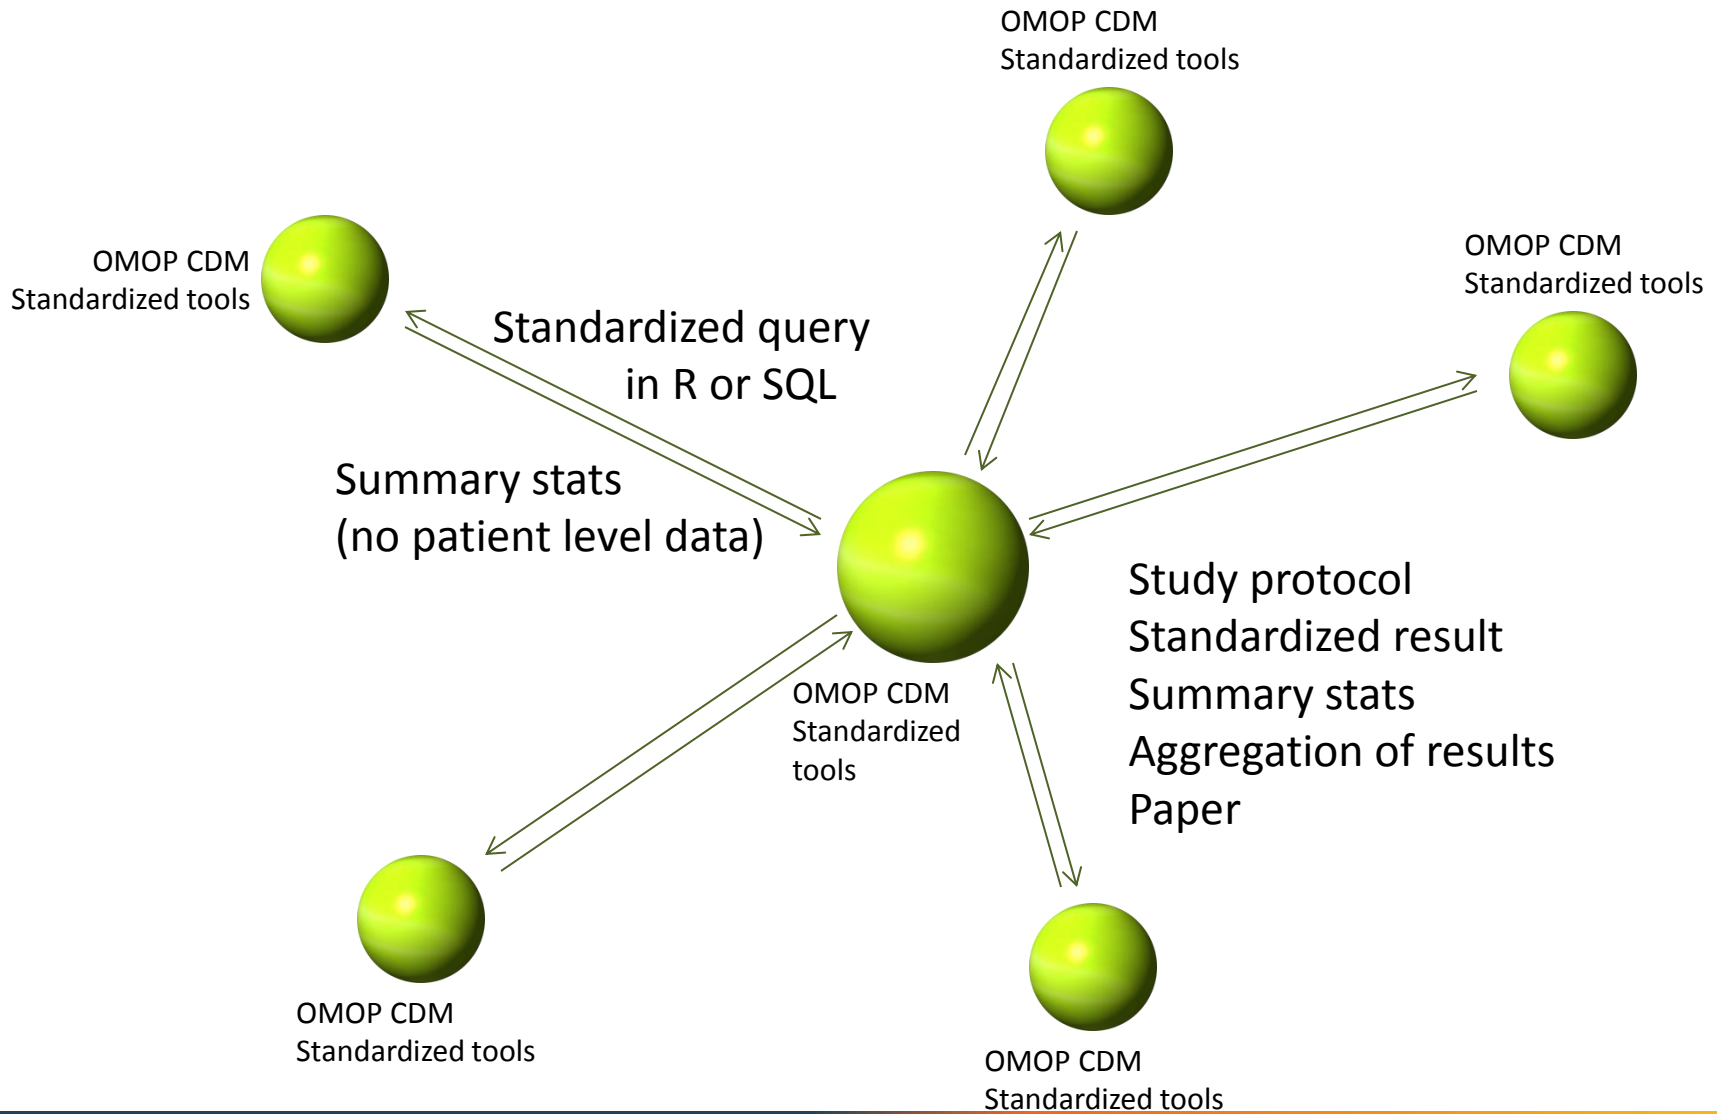 OMOP CDM
Standardized tools
OMOP CDM
Standardized tools
OMOP CDM
Standardized tools
Standardized query
in R or SQL
Summary stats
(no patient level data)
Study protocol
Standardized result
Summary stats
Aggregation of results
Paper
OMOP CDM
Standardized
tools
OMOP CDM
Standardized tools
OMOP CDM
Standardized tools